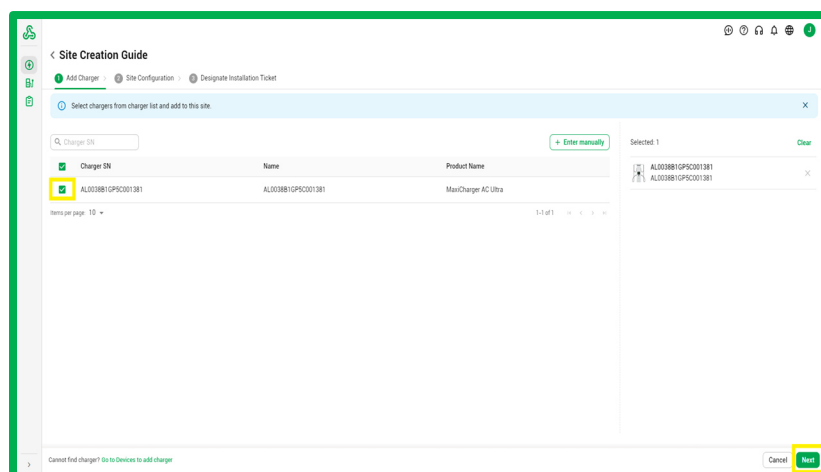 J
Site Creation Guide
1 Add Charger 2 Site Configuration 3 Designate Installation Ticket
Select chargers from charger list and add to this site.
Charger SN
+ Enter manually
Selected: 1
Clear
Charger SN Name Product Name
AL0038B1GP5C001381 AL0038B1GP5C001381 MaxiCharger AC Ultra
AL0038B1GP5C001381
AL0038B1GP5C001381
Items per page 10
1-1 of 1
Cannot find charger? Go to Devices to add charger
Cancel
Next